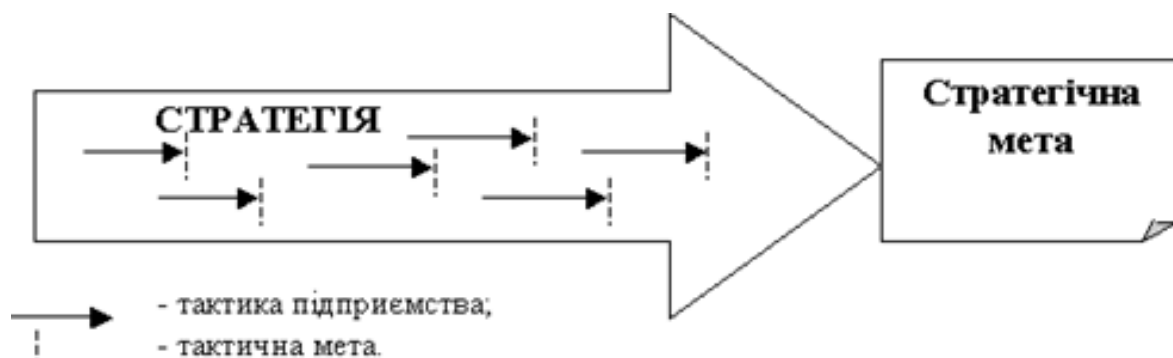 СТРАТЕГІЯ
Стратегічна
мета
- тактика підприємства;
- тактична мета.